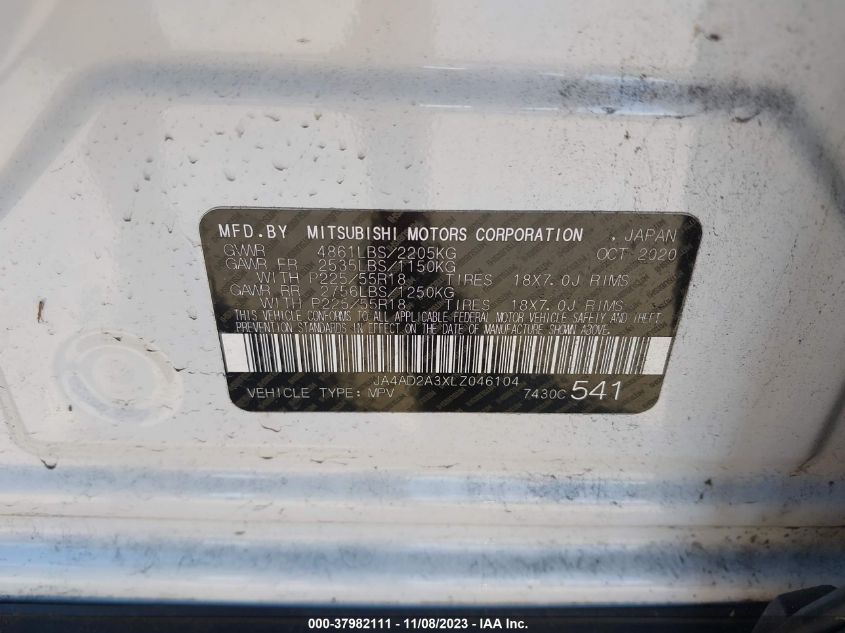 MFD.BY MITSUBISHI MOTORS CORPORATION , JAPAN
GVWR 4861LBS/2205KG OCT 2020
GAWR FR 2535LBS/1150KG
WITH P225/55R18 TIRES 18X7.0J RIMS
GAWR RR 2756LBS/1250KG
WITH P225/55R18 TIRES 18X7.0J RIMS
THIS VEHICLE CONFORMS TO ALL APPLICABLE FEDERAL MOTOR VEHICLE SAFETY AND THEFT
PREVENTION STANDARDS IN EFFECT ON THE DATE OF MANUFACTURE SHOWN ABOVE.
JA4AD2A3XLZ046104
VEHICLE TYPE: MPV 7430C 541
000-37982111 - 11/08/2023 - IAA Inc.